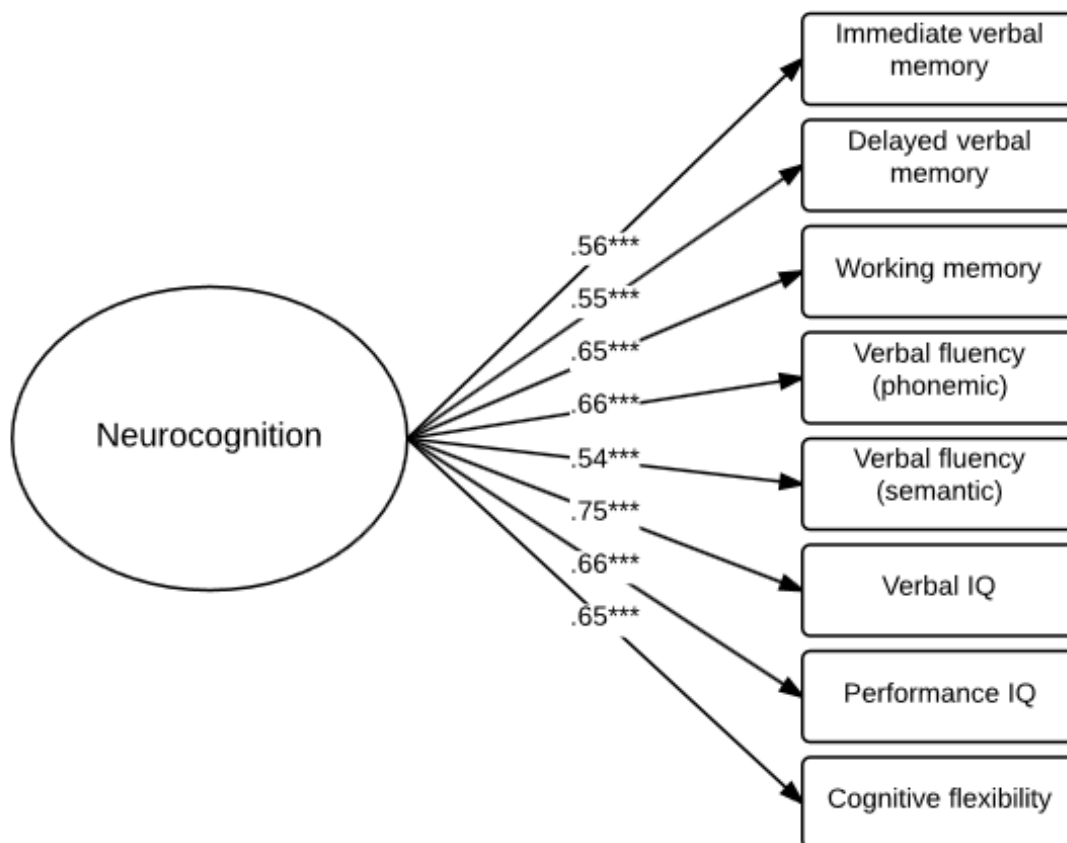 Immediate verbal
memory
Delayed verbal
memory
.56***
.55***
Working memory
.65***
Verbal fluency
(phonemic)
.66***
Neurocognition
.54***
Verbal fluency
(semantic)
.75***
.66***
Verbal IQ
.65***
Performance IQ
Cognitive flexibility